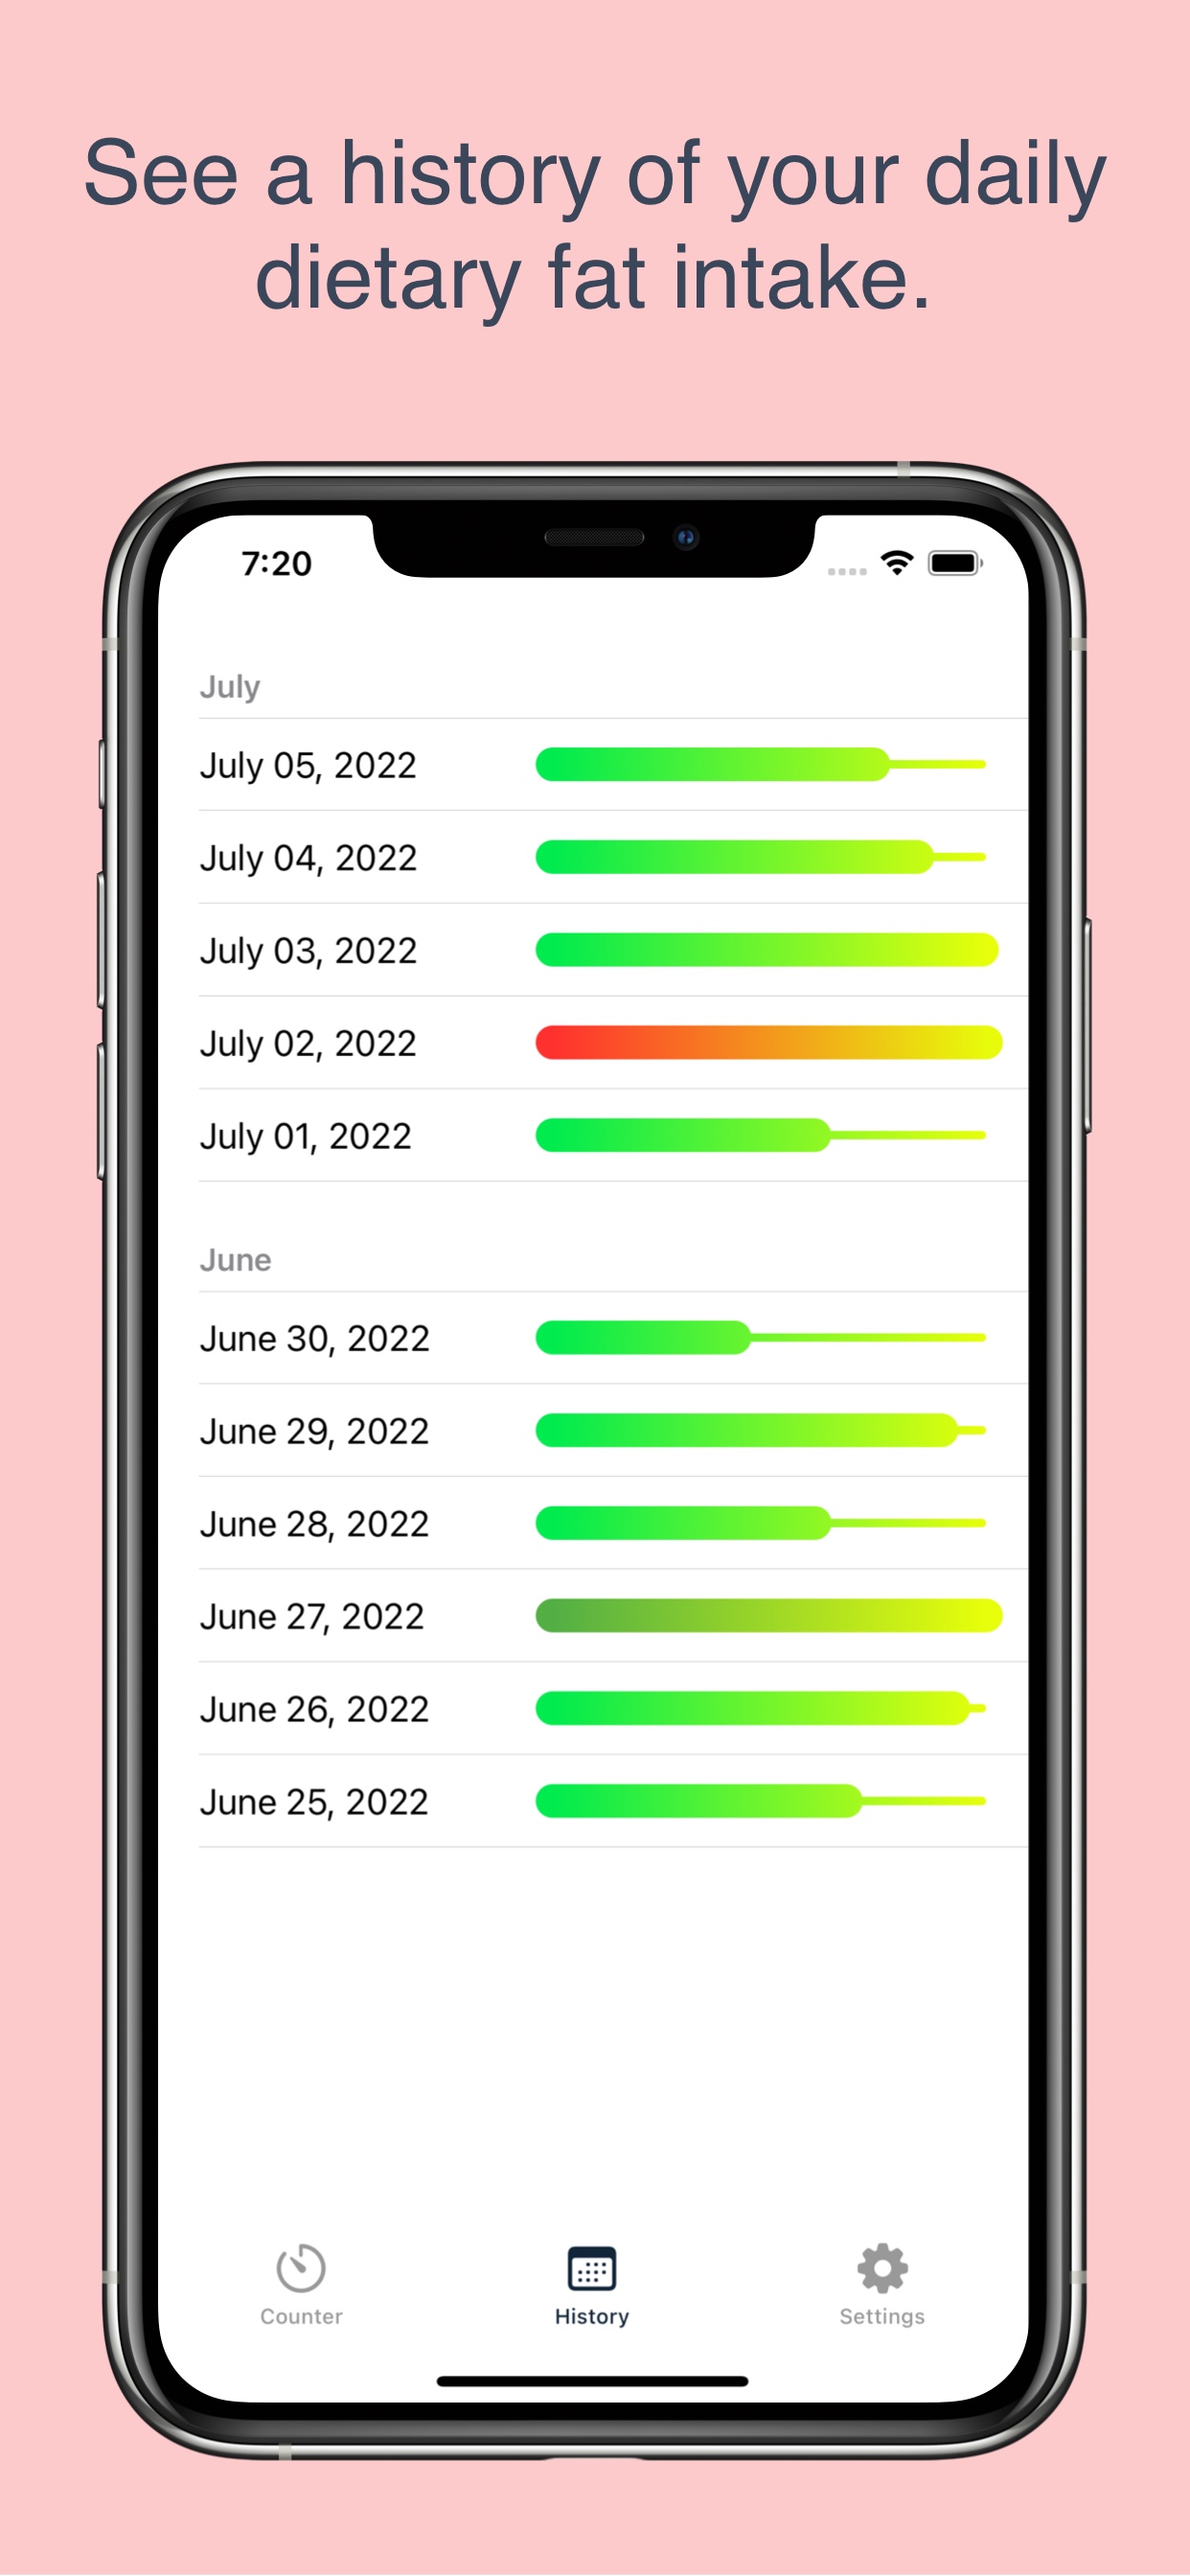 See a history of your daily
dietary fat intake.
7:20
July
July 05, 2022
July 04, 2022
July 03, 2022
July 02, 2022
July 01, 2022
June
June 30, 2022
June 29, 2022
June 28, 2022
June 27, 2022
June 26, 2022
June 25, 2022
Counter History Settings